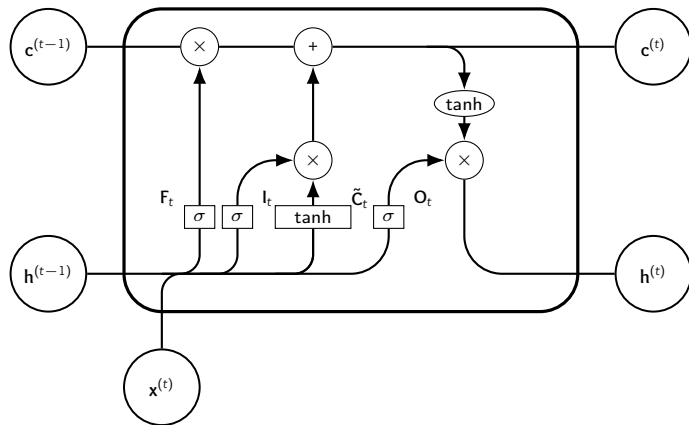 c^{(t−1)} × + c^{(t)}
tanh
× ×
F_t I_t C̃_t O_t
σ σ tanh σ
h^{(t−1)} h^{(t)}
x^{(t)}